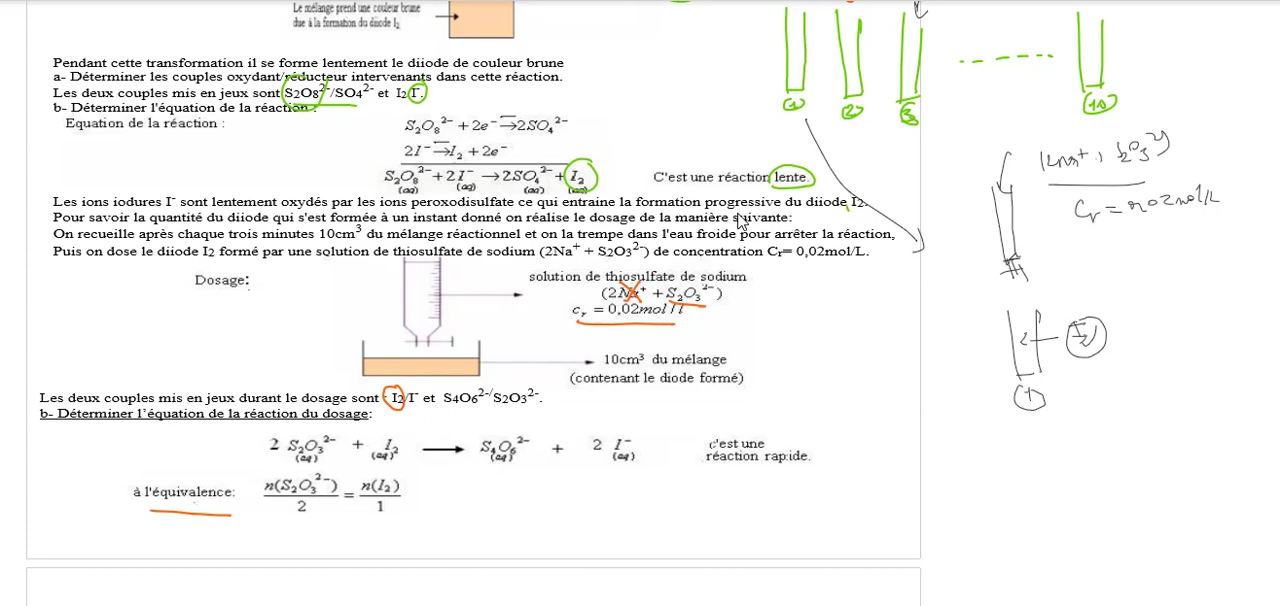 Le mélange prend une couleur brune
due à la formation du diiode I₂
Pendant cette transformation il se forme lentement le diiode de couleur brune
a- Déterminer les couples oxydant/réducteur intervenants dans cette réaction.
Les deux couples mis en jeux sont S2O8²⁻/SO4²⁻ et I2/I⁻.
b- Déterminer l'équation de la réaction :
Equation de la réaction :
S₂O₈²⁻ + 2e⁻ → 2SO₄²⁻
2I⁻ → I₂ + 2e⁻
S₂O₈²⁻ + 2I⁻ → 2SO₄²⁻ + I₂
(aq) (aq) (aq) (aq)
C'est une réaction lente.
Les ions iodures I⁻ sont lentement oxydés par les ions peroxodisulfate ce qui entraine la formation progressive du diiode I2.
Pour savoir la quantité du diiode qui s'est formée à un instant donné on réalise le dosage de la manière suivante:
On recueille après chaque trois minutes 10cm³ du mélange réactionnel et on la trempe dans l'eau froide pour arrêter la réaction,
Puis on dose le diiode I2 formé par une solution de thiosulfate de sodium (2Na⁺ + S2O3²⁻) de concentration Cr= 0,02mol/L.
Dosage:
solution de thiosulfate de sodium
(2Na⁺ + S₂O₃²⁻)
cᵣ = 0,02mol/l
10cm³ du mélange
(contenant le diode formé)
Les deux couples mis en jeux durant le dosage sont : I2/I⁻ et S4O6²⁻/S2O3²⁻.
b- Déterminer l'équation de la réaction du dosage:
2 S₂O₃²⁻ + I₂ → S₄O₆²⁻ + 2 I⁻
(aq) (aq) (aq) (aq)
c'est une
réaction rapide.
à l'équivalence: n(S₂O₃²⁻)/2 = n(I₂)/1
(1) (2) (3) (10)
(2Na⁺, S₂O₃²⁻)
Cr = 0,02mol/L
I₂
(1)